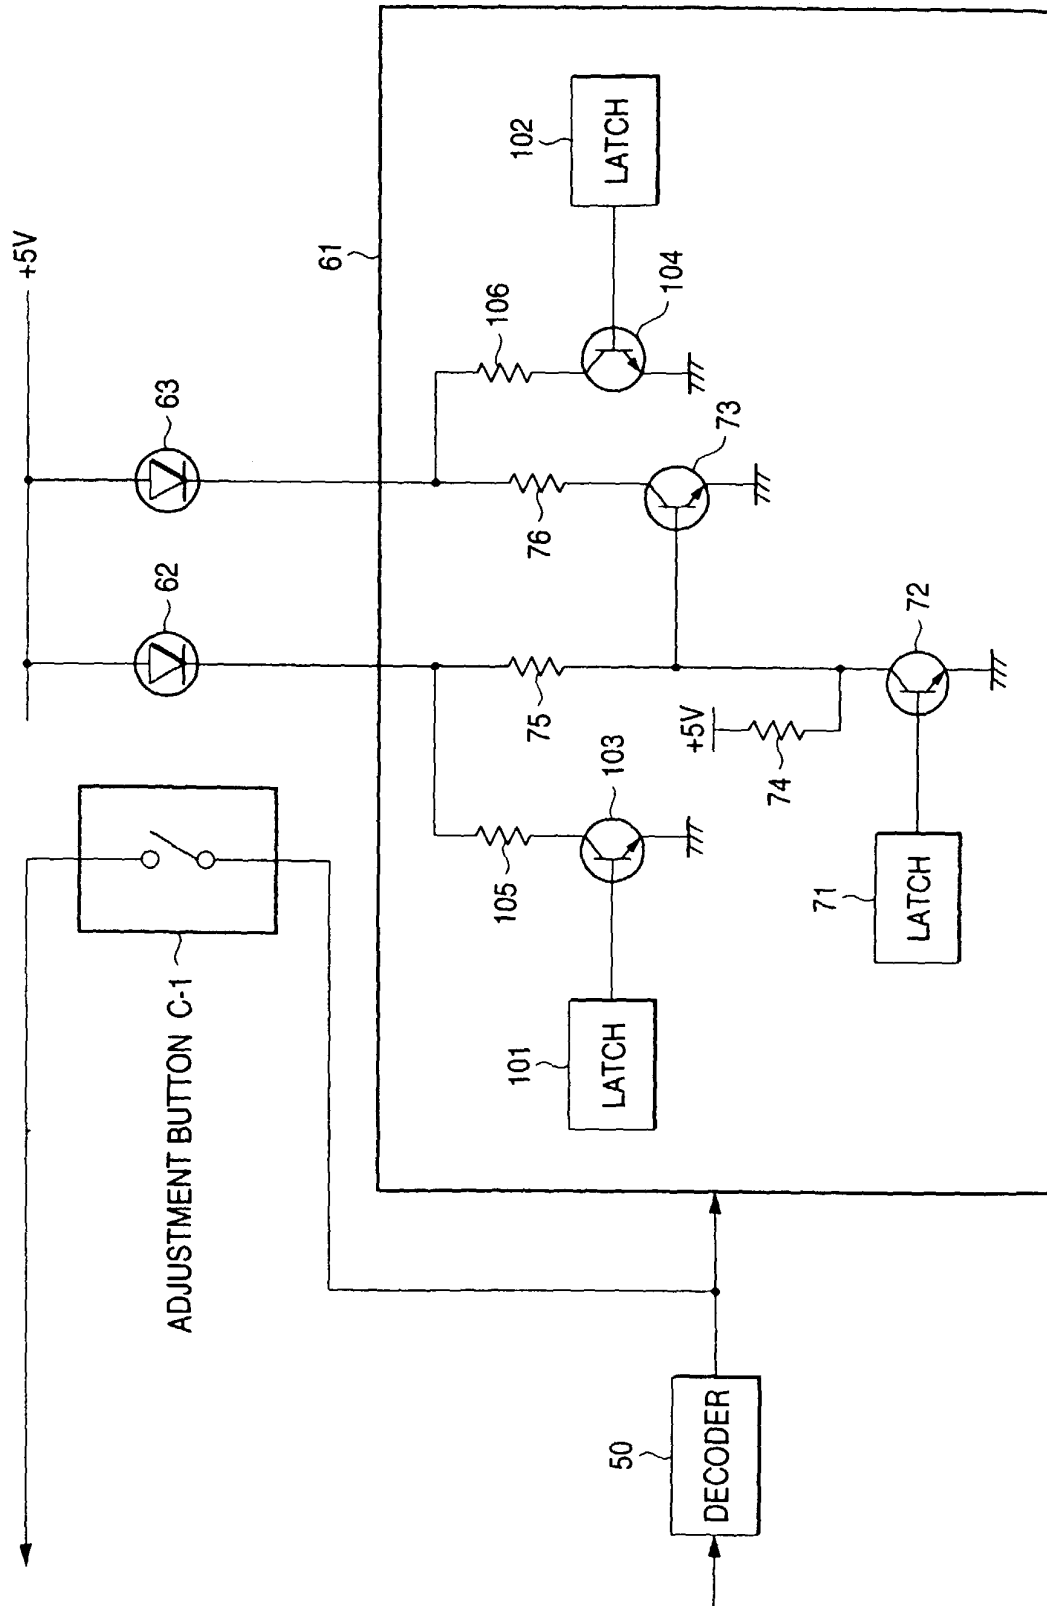 +5V
ADJUSTMENT BUTTON C-1
62
63
61
102
LATCH
106
104
76
73
75
103
105
101
LATCH
+5V
74
72
71
LATCH
50
DECODER